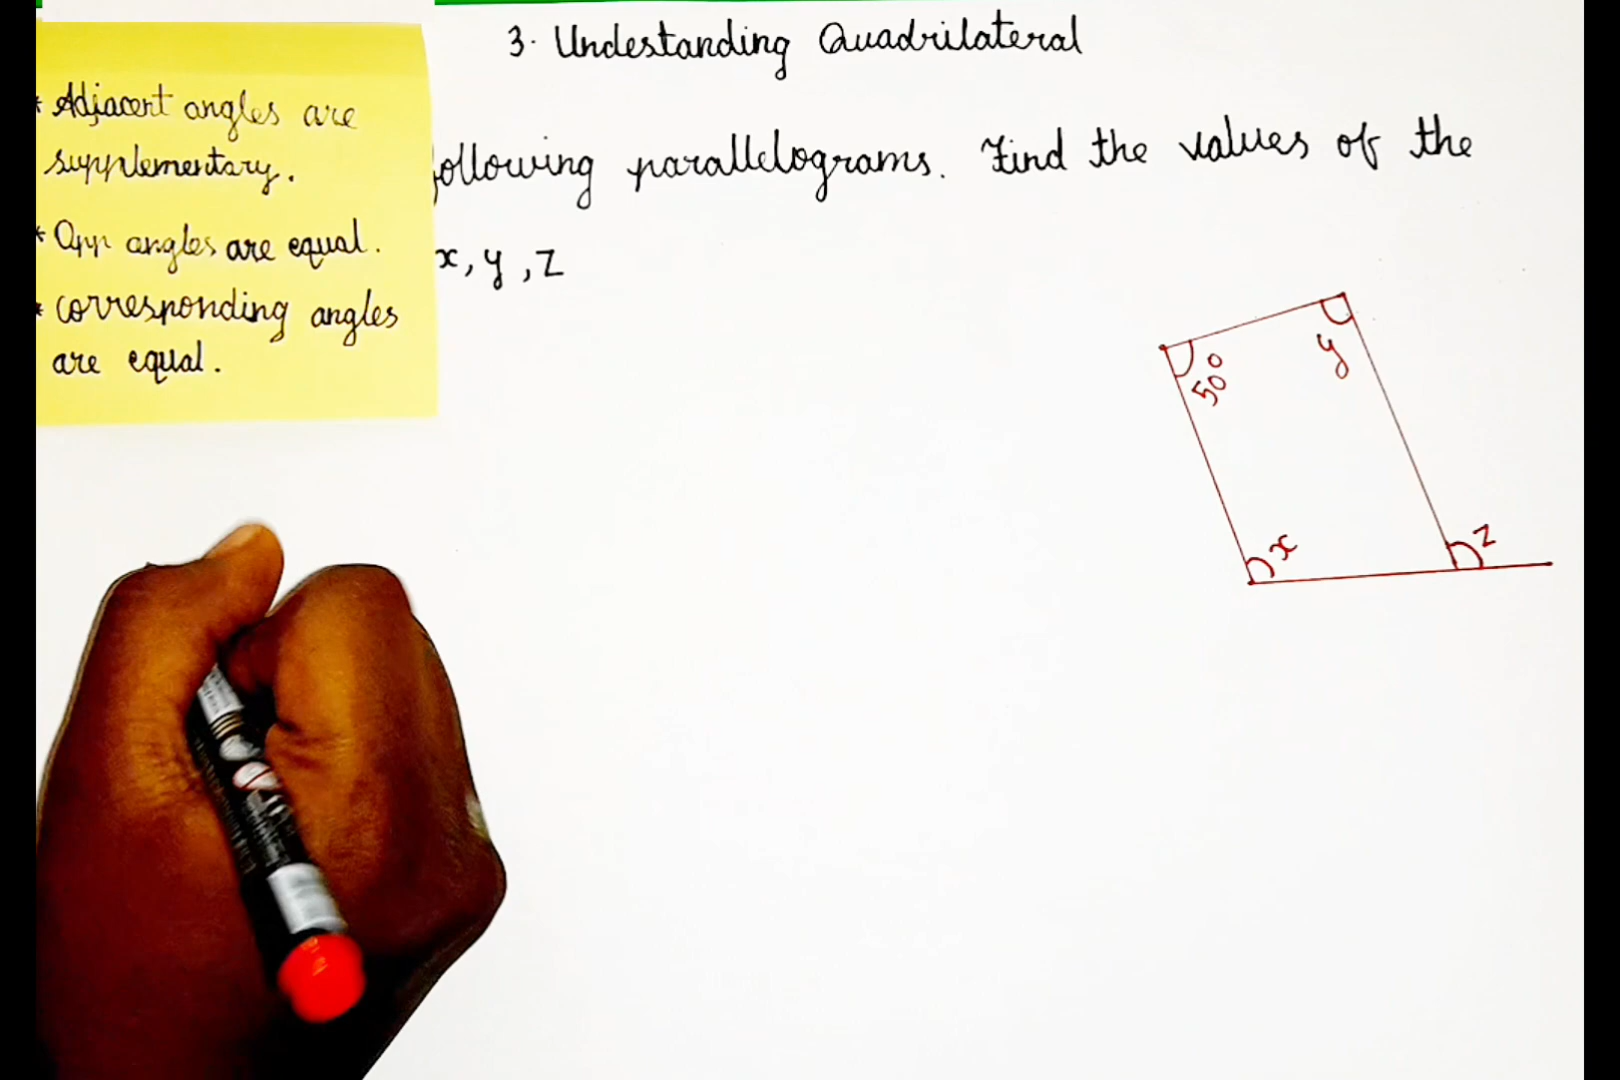 3. Undestanding Quadrilateral
* Adjacent angles are
supplementary.
* Opp angles are equal.
* Corresponding angles
are equal.
ollowing parallelograms. Find the values of the
x, y, z
50°
y
x
z